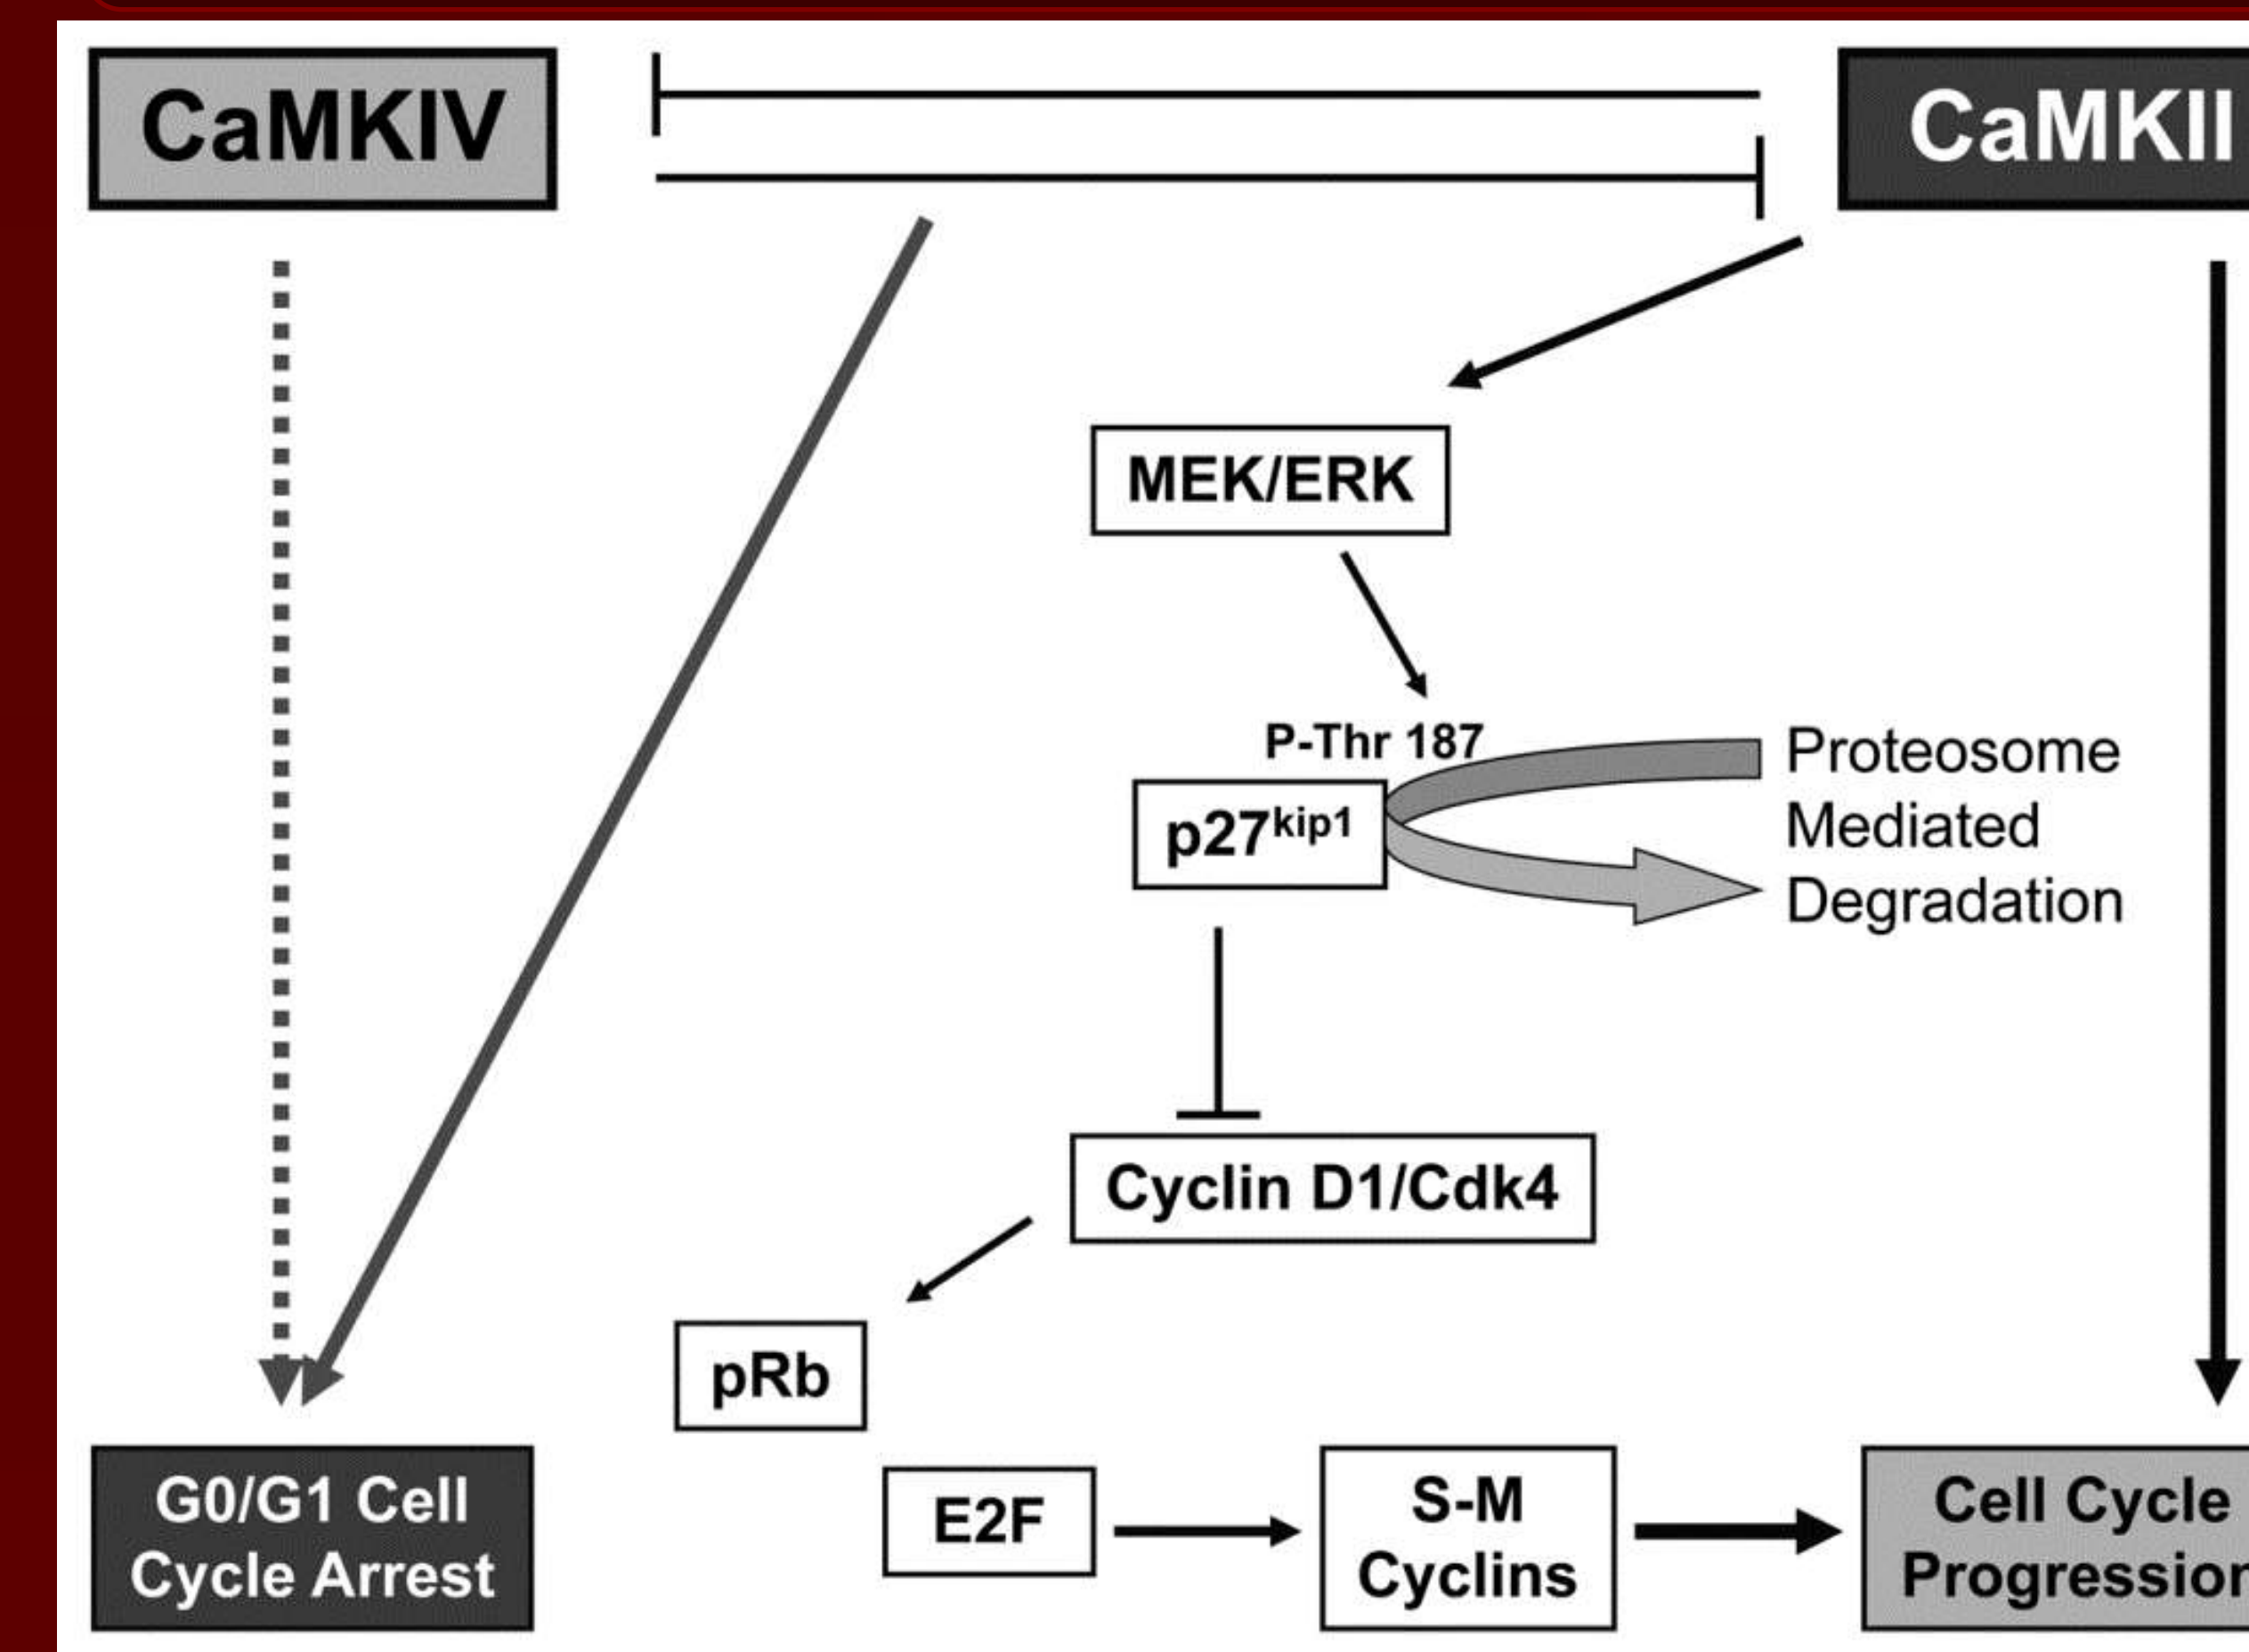 CaMKIV
CaMKII
MEK/ERK
P-Thr 187
p27kip1
Proteosome
Mediated
Degradation
Cyclin D1/Cdk4
pRb
G0/G1 Cell
Cycle Arrest
E2F
S-M
Cyclins
Cell Cycle
Progression